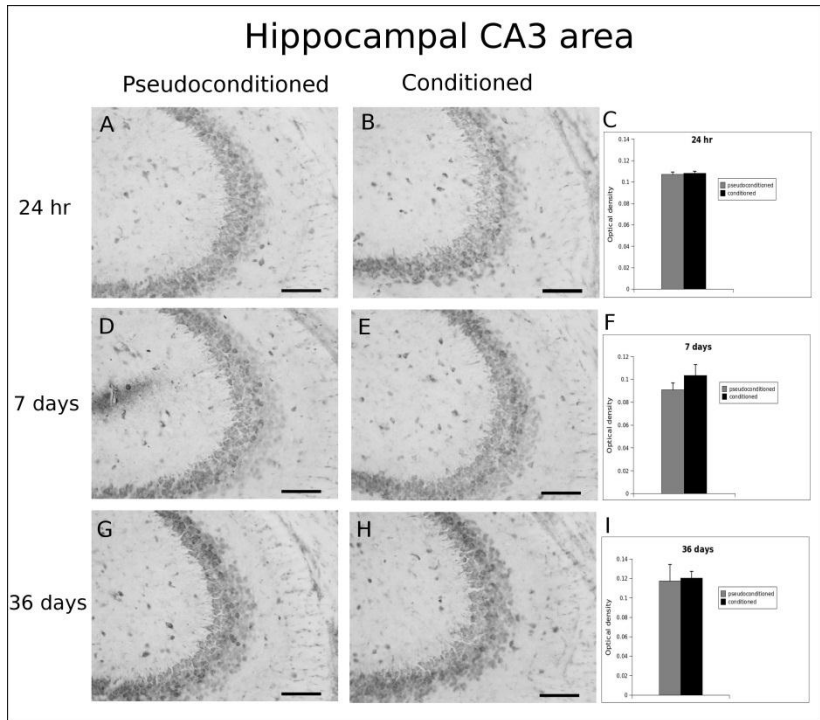 Hippocampal CA3 area
Pseudoconditioned
Conditioned
24 hr
A
B
C
24 hr
Optical density
0.14
0.12
0.1
0.08
0.06
0.04
0.02
0
pseudoconditioned
conditioned
7 days
D
E
F
7 days
Optical density
0.12
0.1
0.08
0.06
0.04
0.02
0
pseudoconditioned
conditioned
36 days
G
H
I
36 days
Optical density
0.14
0.12
0.1
0.08
0.06
0.04
0.02
0
pseudoconditioned
conditioned